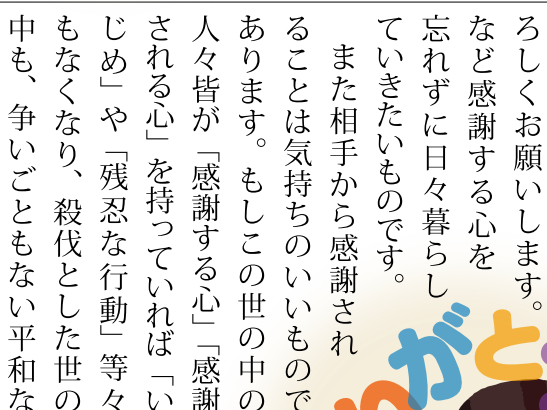 ろしくお願いします。
など感謝する心を
忘れずに日々暮らし
ていきたいものです。
また相手から感謝され
ることは気持ちのいいもので
あります。もしこの世の中の
人々皆が「感謝する心」「感謝
される心」を持っていれば「い
じめ」や「残忍な行動」等々
もなくなり、殺伐とした世の
中も、争いごともない平和な
がと